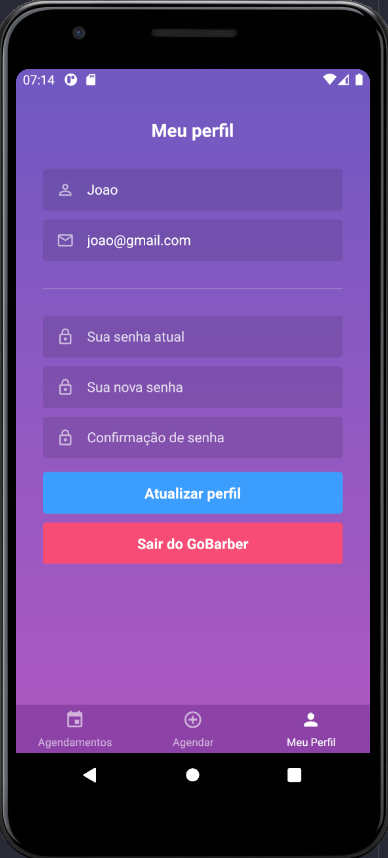 07:14
Meu perfil
Joao
joao@gmail.com
Sua senha atual
Sua nova senha
Confirmação de senha
Atualizar perfil
Sair do GoBarber
Agendamentos
Agendar
Meu Perfil